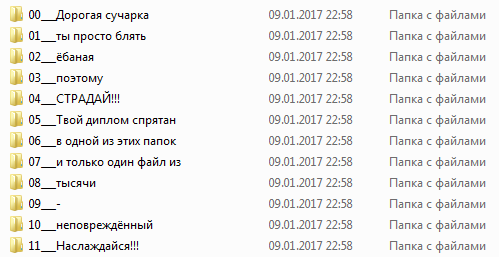 00___Дорогая сучарка 09.01.2017 22:58 Папка с файлами
01___ты просто блять 09.01.2017 22:58 Папка с файлами
02___ёбаная 09.01.2017 22:58 Папка с файлами
03___поэтому 09.01.2017 22:58 Папка с файлами
04___СТРАДАЙ!!! 09.01.2017 22:58 Папка с файлами
05___Твой диплом спрятан 09.01.2017 22:58 Папка с файлами
06___в одной из этих папок 09.01.2017 22:58 Папка с файлами
07___и только один файл из 09.01.2017 22:58 Папка с файлами
08___тысячи 09.01.2017 22:58 Папка с файлами
09___- 09.01.2017 22:58 Папка с файлами
10___неповреждённый 09.01.2017 22:58 Папка с файлами
11___Наслаждайся!!! 09.01.2017 22:58 Папка с файлами